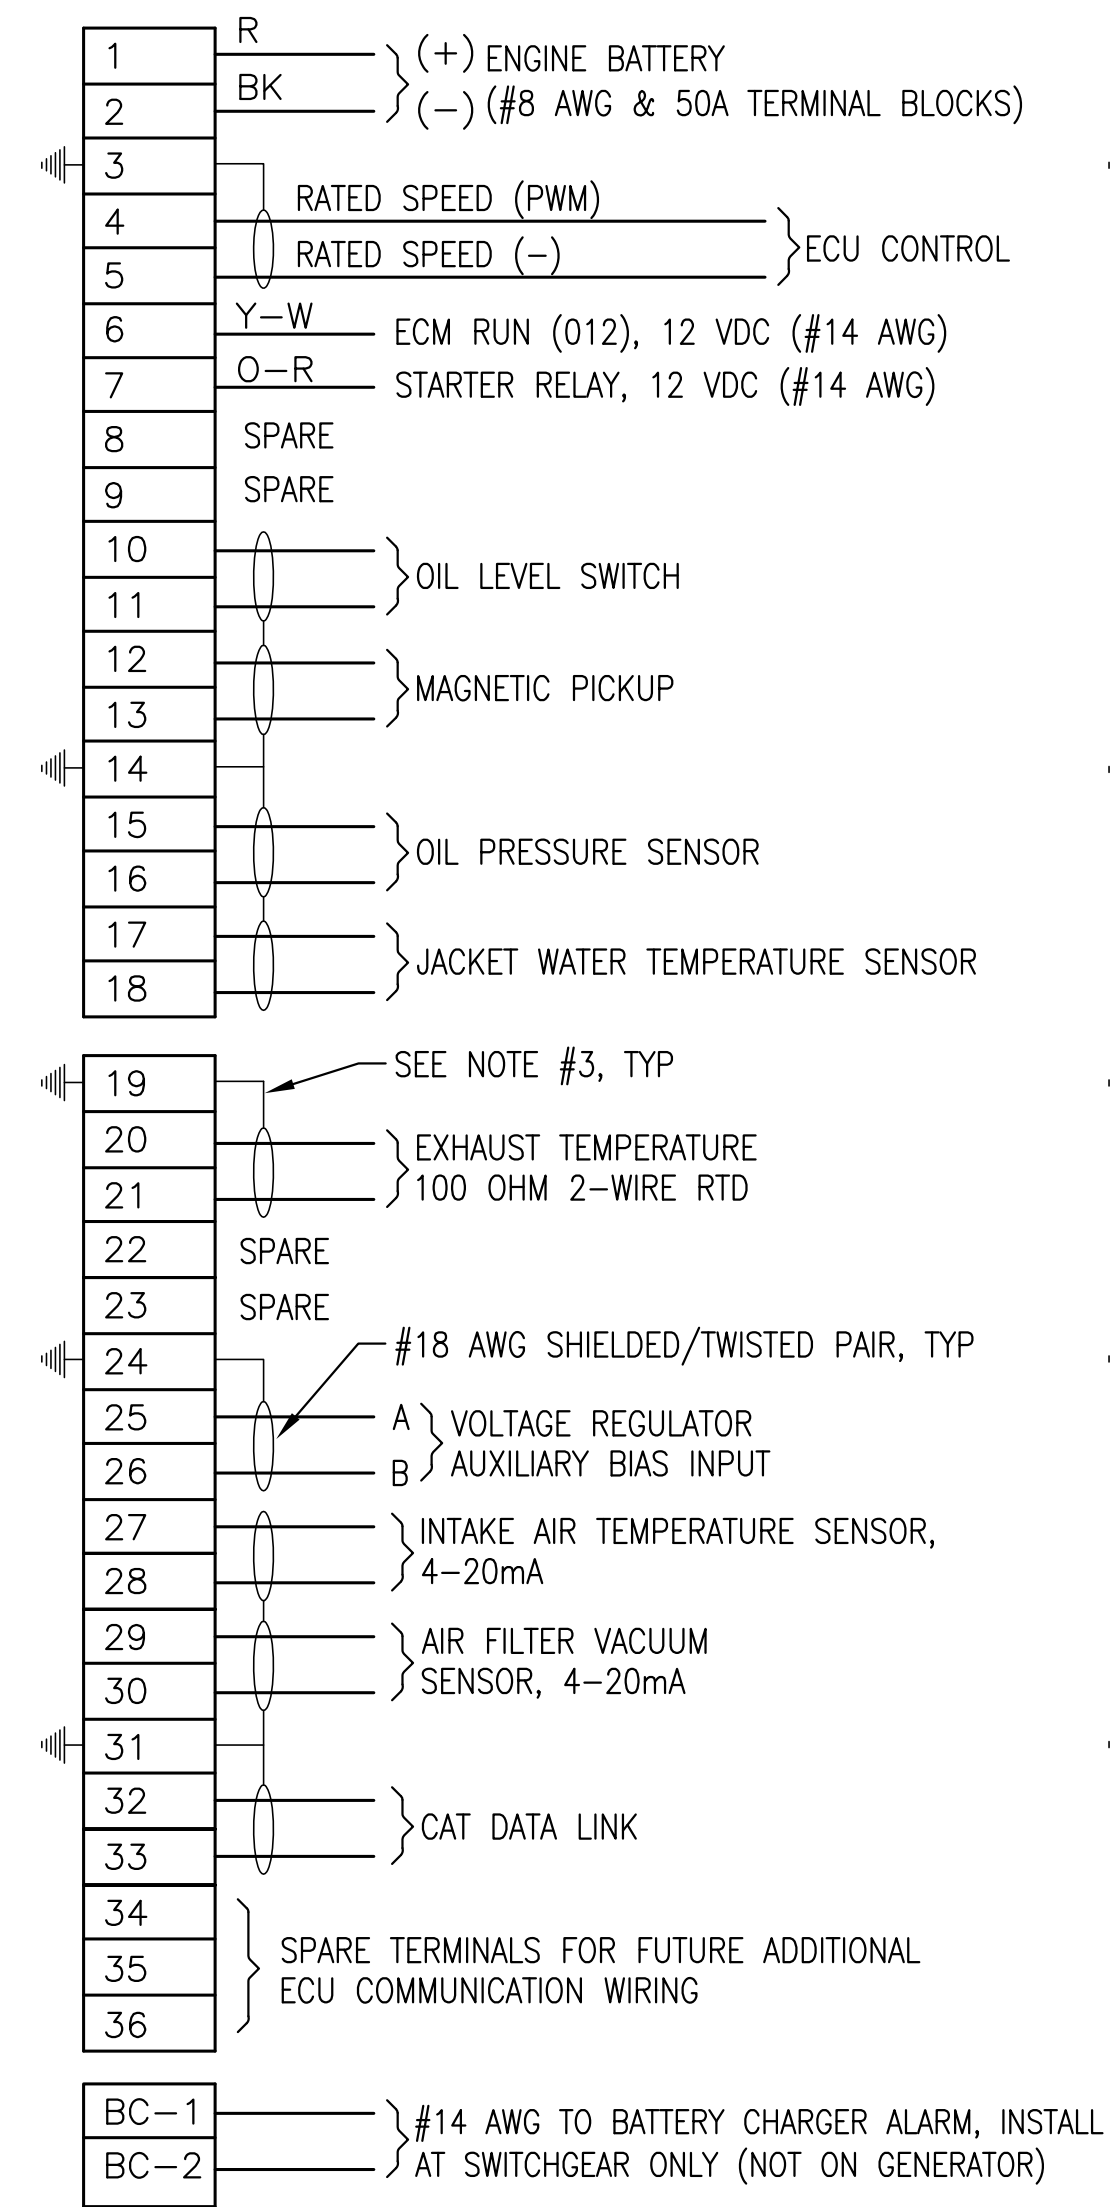 1
R
(+) ENGINE BATTERY
2
BK
(−) (#8 AWG & 50A TERMINAL BLOCKS)
3
4
RATED SPEED (PWM)
5
RATED SPEED (−)
ECU CONTROL
6
Y−W
ECM RUN (012), 12 VDC (#14 AWG)
7
O−R
STARTER RELAY, 12 VDC (#14 AWG)
8
SPARE
9
SPARE
10
11
OIL LEVEL SWITCH
12
13
MAGNETIC PICKUP
14
15
16
OIL PRESSURE SENSOR
17
18
JACKET WATER TEMPERATURE SENSOR
19
SEE NOTE #3, TYP
20
21
EXHAUST TEMPERATURE
100 OHM 2−WIRE RTD
22
SPARE
23
SPARE
24
#18 AWG SHIELDED/TWISTED PAIR, TYP
25
A
26
B
VOLTAGE REGULATOR
AUXILIARY BIAS INPUT
27
28
INTAKE AIR TEMPERATURE SENSOR,
4−20mA
29
30
AIR FILTER VACUUM
SENSOR, 4−20mA
31
32
33
CAT DATA LINK
34
35
36
SPARE TERMINALS FOR FUTURE ADDITIONAL
ECU COMMUNICATION WIRING
BC−1
BC−2
#14 AWG TO BATTERY CHARGER ALARM, INSTALL
AT SWITCHGEAR ONLY (NOT ON GENERATOR)